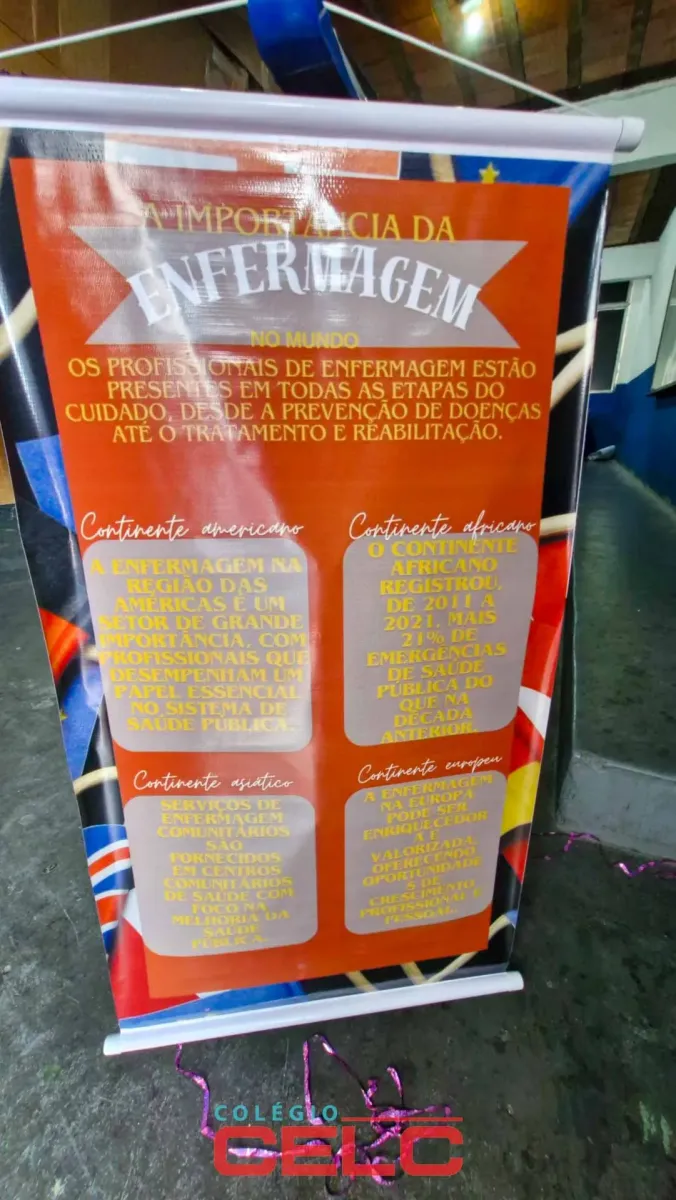 A IMPORTÂNCIA DA
ENFERMAGEM
NO MUNDO
OS PROFISSIONAIS DE ENFERMAGEM ESTÃO
PRESENTES EM TODAS AS ETAPAS DO
CUIDADO, DESDE A PREVENÇÃO DE DOENÇAS
ATÉ O TRATAMENTO E REABILITAÇÃO.
Continente americano
A ENFERMAGEM NA
REGIÃO DAS
AMÉRICAS É UM
SETOR DE GRANDE
IMPORTÂNCIA, COM
PROFISSIONAIS QUE
DESEMPENHAM UM
PAPEL ESSENCIAL
NO SISTEMA DE
SAÚDE PÚBLICA.
Continente africano
O CONTINENTE
AFRICANO
REGISTROU,
DE 2011 A
2021, MAIS
21% DE
EMERGÊNCIAS
DE SAÚDE
PÚBLICA DO
QUE NA
DÉCADA
ANTERIOR.
Continente asiático
SERVIÇOS DE
ENFERMAGEM
COMUNITÁRIOS
SÃO
FORNECIDOS
EM CENTROS
COMUNITÁRIOS
DE SAÚDE COM
FOCO NA
MELHORIA DA
SAÚDE
PÚBLICA.
Continente europeu
A ENFERMAGEM
NA EUROPA
PODE SER
ENRIQUECEDOR
A E
VALORIZADA,
OFERECENDO
OPORTUNIDADE
S DE
CRESCIMENTO
PROFISSIONAL E
PESSOAL.
COLÉGIO
CELC